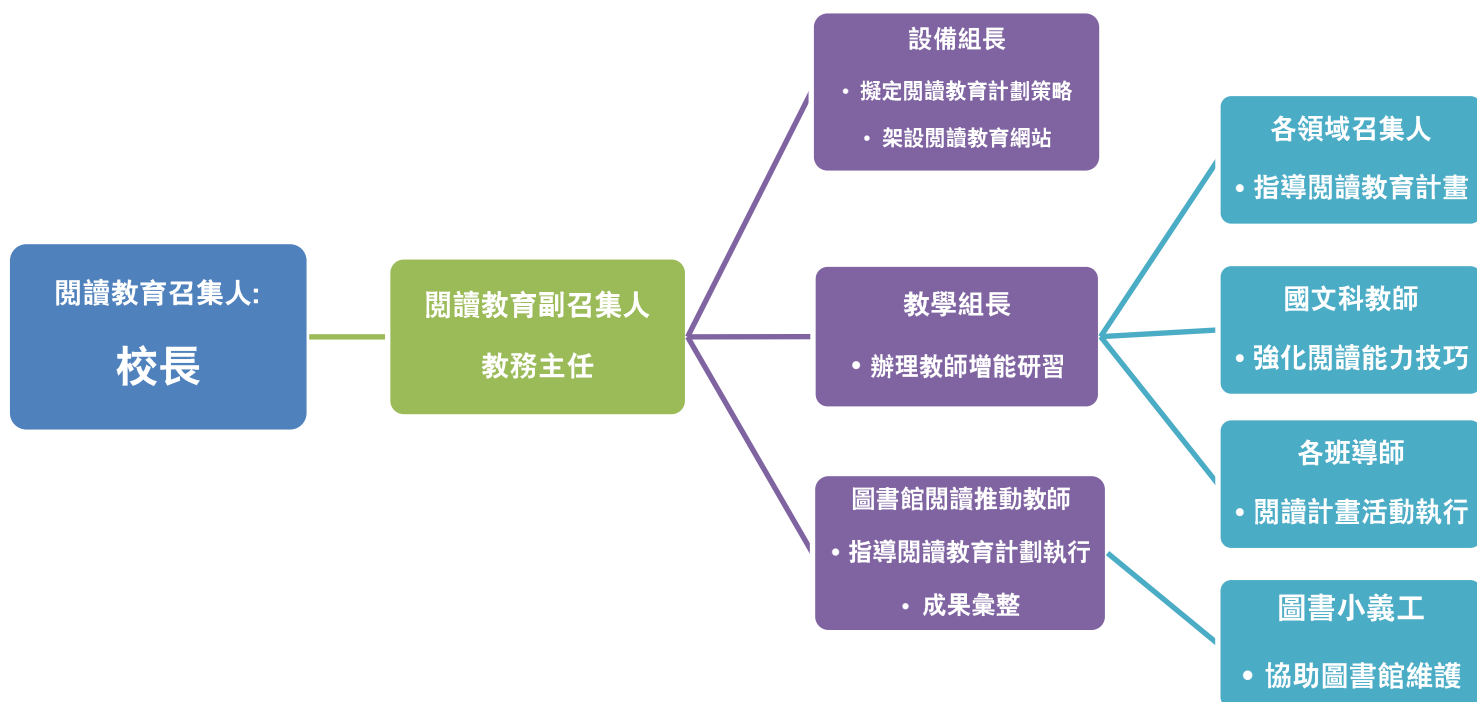 閱讀教育召集人:
校長
閱讀教育副召集人
教務主任
設備組長
• 擬定閱讀教育計劃策略
• 架設閱讀教育網站
教學組長
• 辦理教師增能研習
圖書館閱讀推動教師
• 指導閱讀教育計劃執行
• 成果彙整
各領域召集人
• 指導閱讀教育計畫
國文科教師
• 強化閱讀能力技巧
各班導師
• 閱讀計畫活動執行
圖書小義工
• 協助圖書館維護